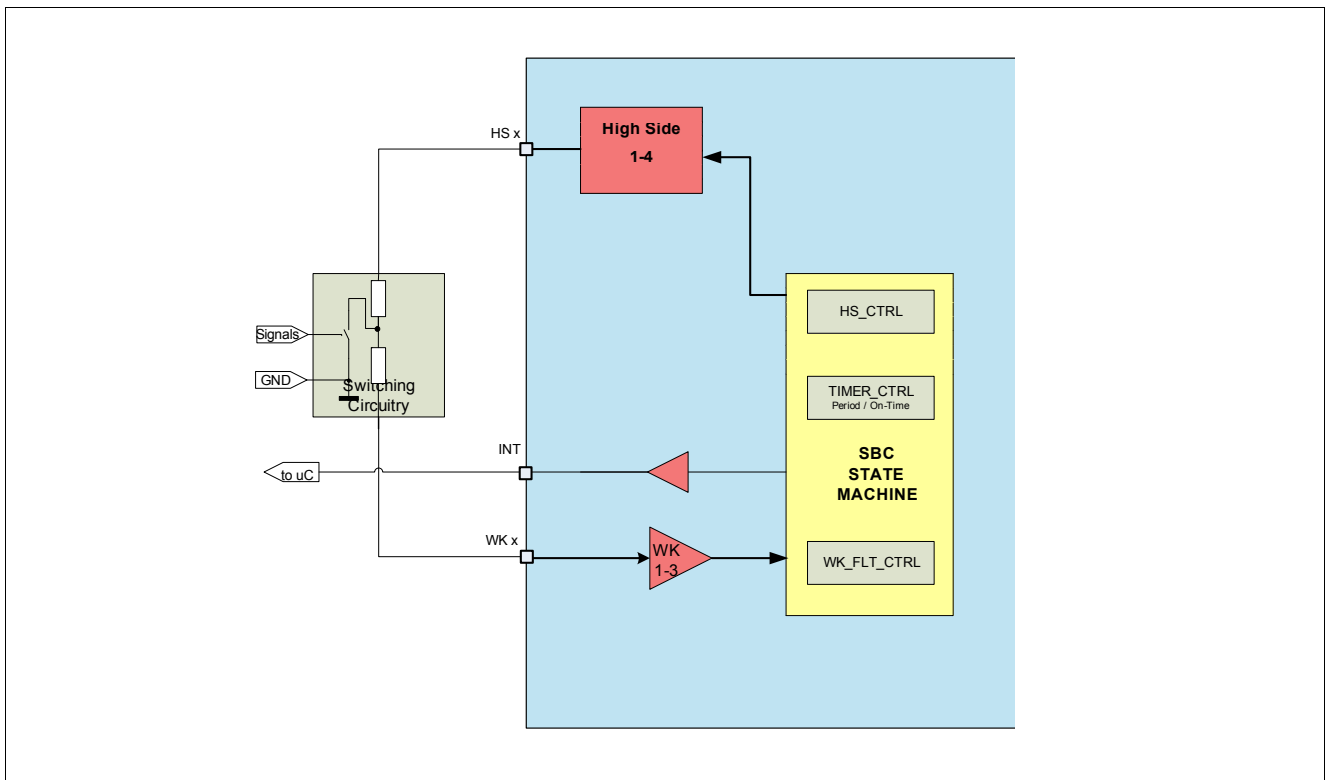 High Side
1-4
HS x
HS_CTRL
Signals
TIMER_CTRL
Period / On-Time
GND
Switching
Circuitry
INT
SBC
STATE
MACHINE
to uC
WK x
WK
1-3
WK_FLT_CTRL